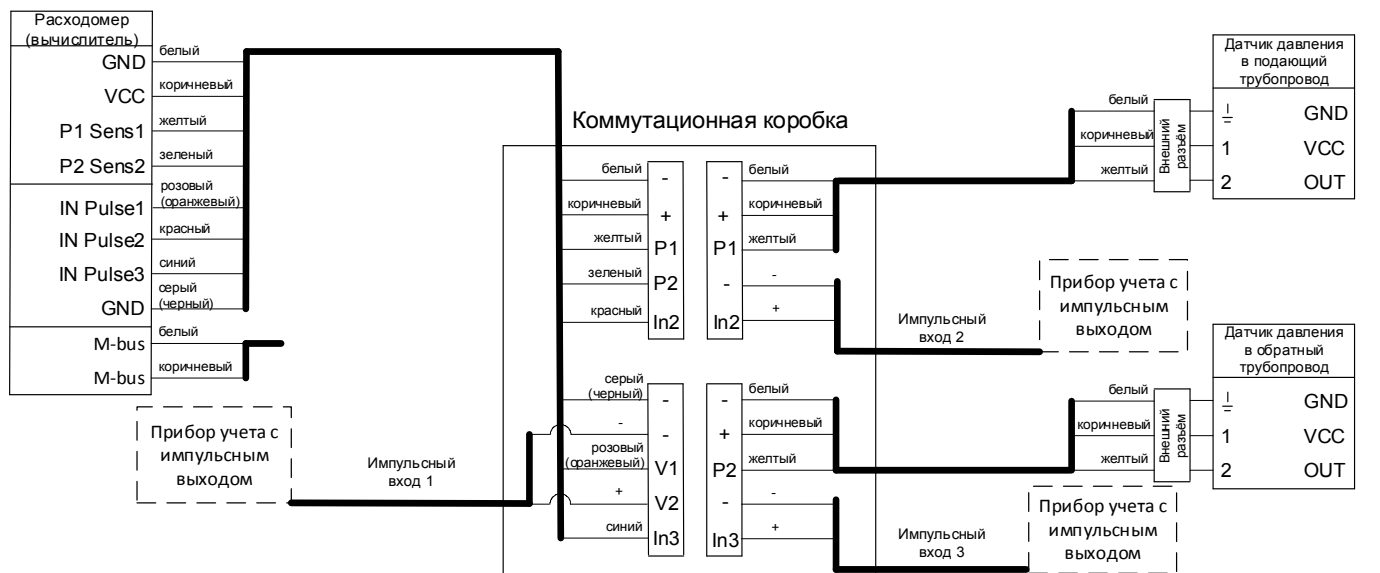 Расходомер
(вычислитель)
GND
белый
VCC
коричневый
P1 Sens1
желтый
P2 Sens2
зеленый
IN Pulse1
розовый
(оранжевый)
IN Pulse2
красный
IN Pulse3
синий
GND
серый
(черный)
M-bus
белый
M-bus
коричневый
Прибор учета с
импульсным
выходом
Импульсный
вход 1
Коммутационная коробка
белый
-
коричневый
+
желтый
P1
зеленый
P2
красный
In2
-
белый
+
коричневый
P1
желтый
-
-
In2
+
серый
(черный)
-
-
-
розовый
(оранжевый)
V1
+
V2
синий
In3
-
белый
+
коричневый
P2
желтый
-
-
In3
+
Импульсный
вход 2
Прибор учета с
импульсным
выходом
Импульсный
вход 3
Прибор учета с
импульсным
выходом
Датчик давления
в подающий
трубопровод
белый
коричневый
желтый
Внешний
разъём
GND
1
VCC
2
OUT
Датчик давления
в обратный
трубопровод
белый
коричневый
желтый
Внешний
разъём
GND
1
VCC
2
OUT